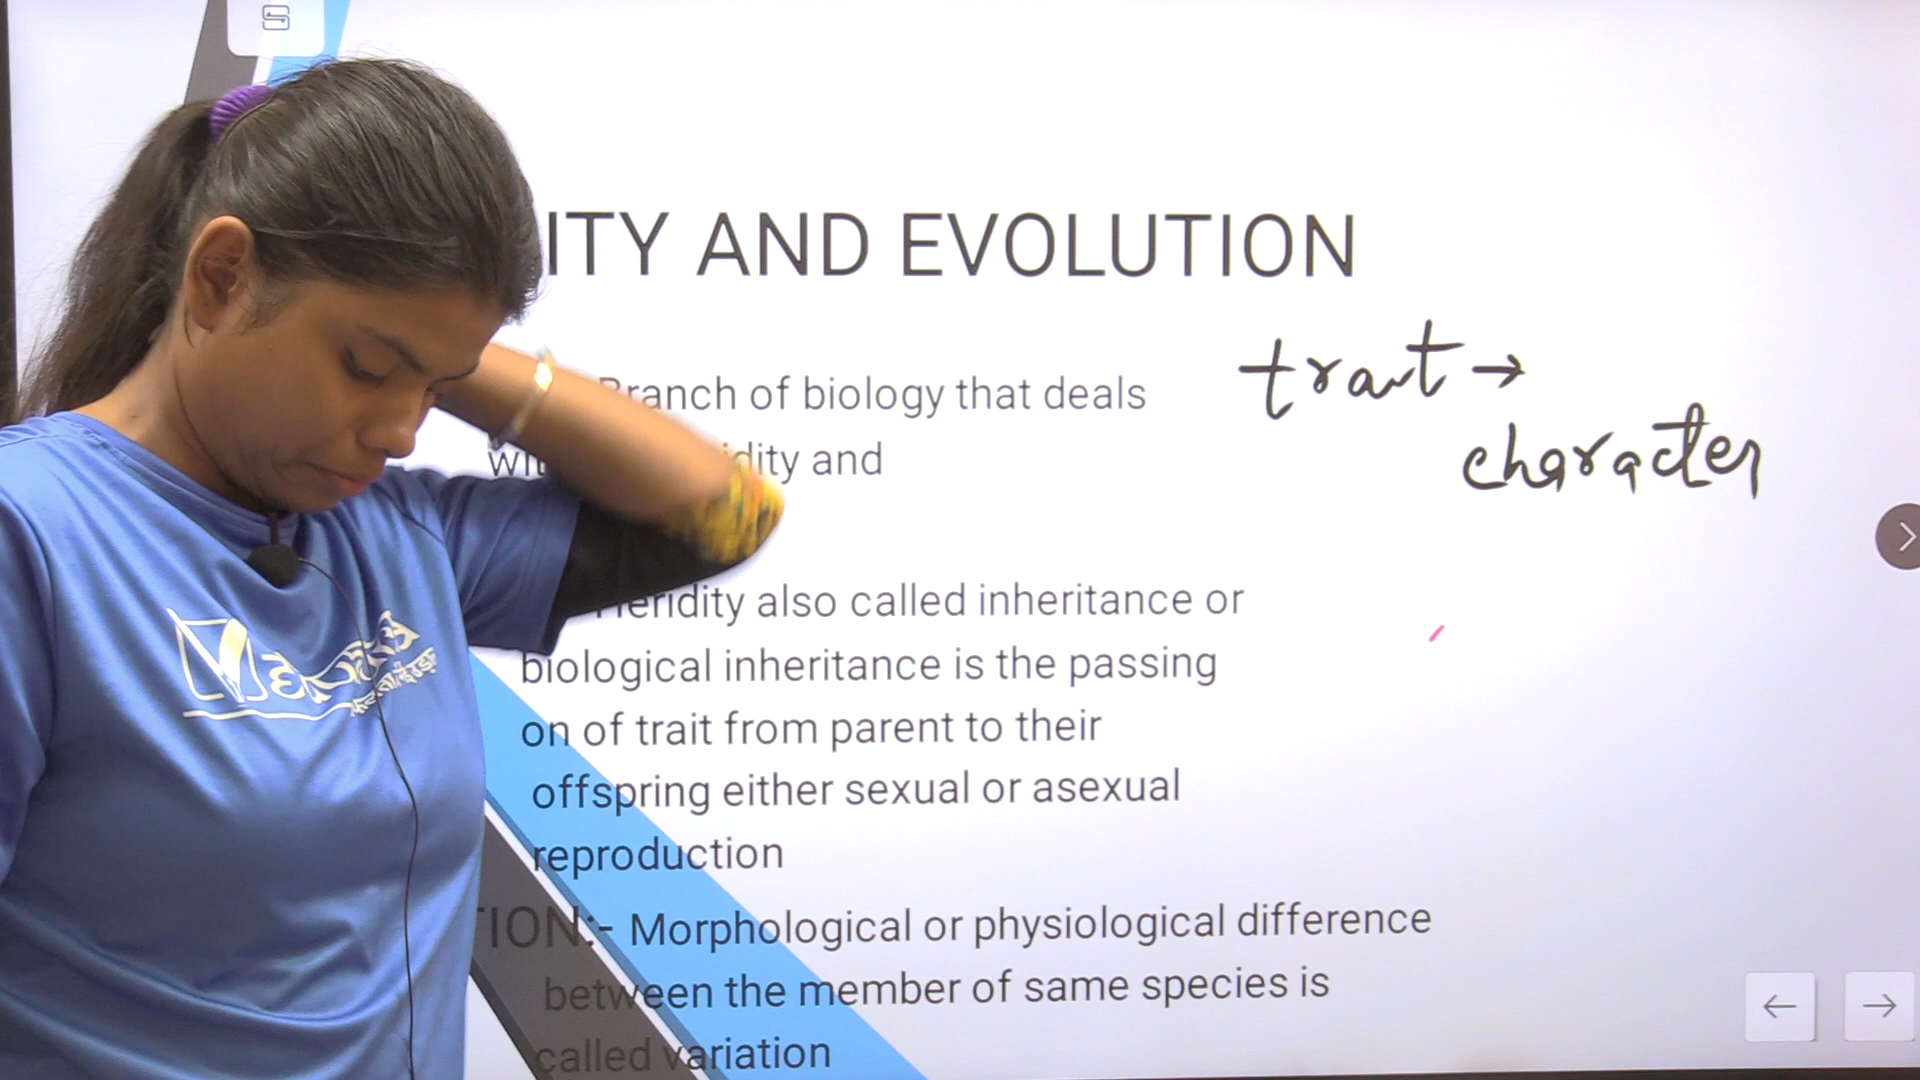 ITY AND EVOLUTION
trait →
character
Branch of biology that deals
dity and
Heridity also called inheritance or
biological inheritance is the passing
on of trait from parent to their
offspring either sexual or asexual
reproduction
TION:- Morphological or physiological difference
between the member of same species is
called variation